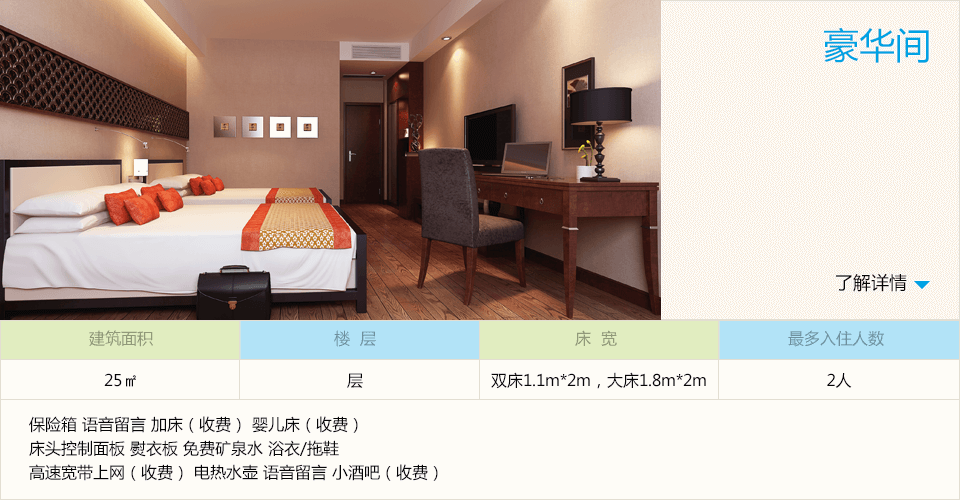 豪华间
了解详情
建筑面积 楼 层 床 宽 最多入住人数
25㎡ 层 双床1.1m*2m，大床1.8m*2m 2人
保险箱 语音留言 加床（收费） 婴儿床（收费）
床头控制面板 熨衣板 免费矿泉水 浴衣/拖鞋
高速宽带上网（收费） 电热水壶 语音留言 小酒吧（收费）